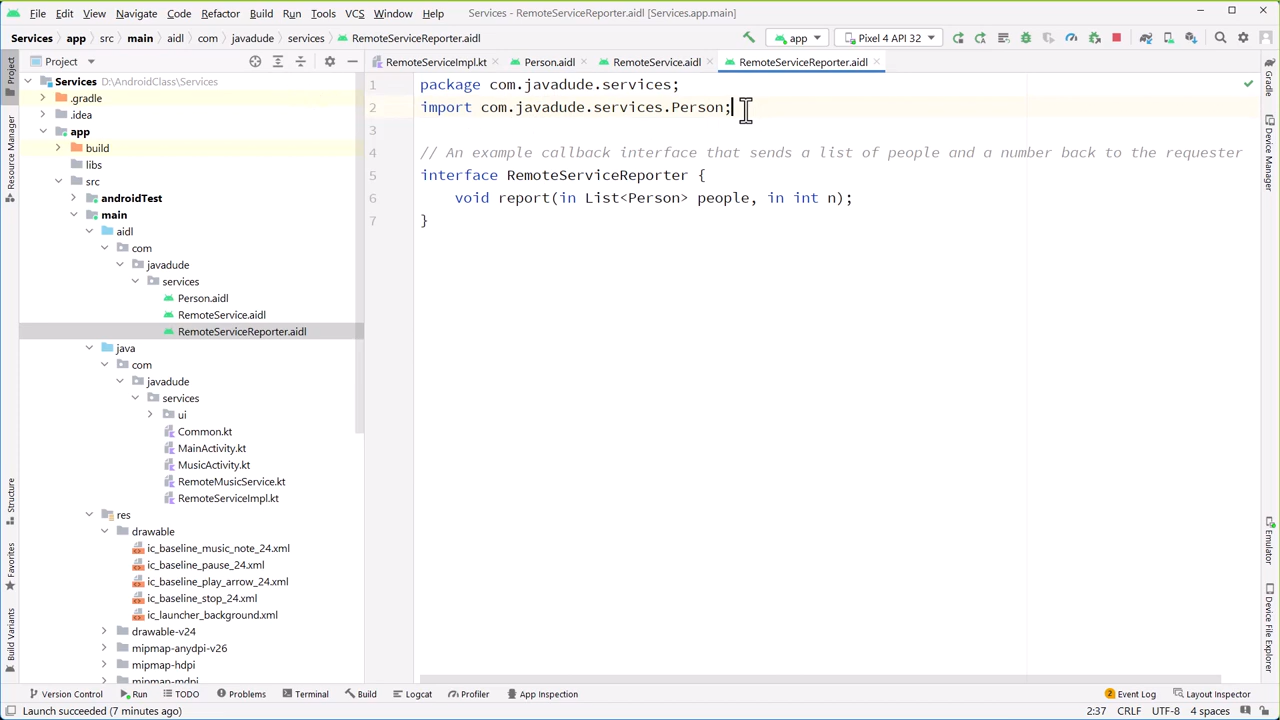 File Edit View Navigate Code Refactor Build Run Tools VCS Window Help Services - RemoteServiceReporter.aidl [Services.app.main]
Services app src main aidl com javadude services RemoteServiceReporter.aidl app Pixel 4 API 32
Project RemoteServiceImpl.kt Person.aidl RemoteService.aidl RemoteServiceReporter.aidl
Services D:\AndroidClass\Services
.gradle
.idea
app
build
libs
src
androidTest
main
aidl
com
javadude
services
Person.aidl
RemoteService.aidl
RemoteServiceReporter.aidl
java
com
javadude
services
ui
Common.kt
MainActivity.kt
MusicActivity.kt
RemoteMusicService.kt
RemoteServiceImpl.kt
res
drawable
ic_baseline_music_note_24.xml
ic_baseline_pause_24.xml
ic_baseline_play_arrow_24.xml
ic_baseline_stop_24.xml
ic_launcher_background.xml
drawable-v24
mipmap-anydpi-v26
mipmap-hdpi
mipmap-mdpi
1 package com.javadude.services;
2 import com.javadude.services.Person;
3
4 // An example callback interface that sends a list of people and a number back to the requester
5 interface RemoteServiceReporter {
6 void report(in List<Person> people, in int n);
7 }
Project
Resource Manager
Structure
Favorites
Build Variants
Gradle
Device Manager
Emulator
Device File Explorer
Version Control Run TODO Problems Terminal Build Logcat Profiler App Inspection 2 Event Log Layout Inspector
Launch succeeded (7 minutes ago) 2:37 CRLF UTF-8 4 spaces